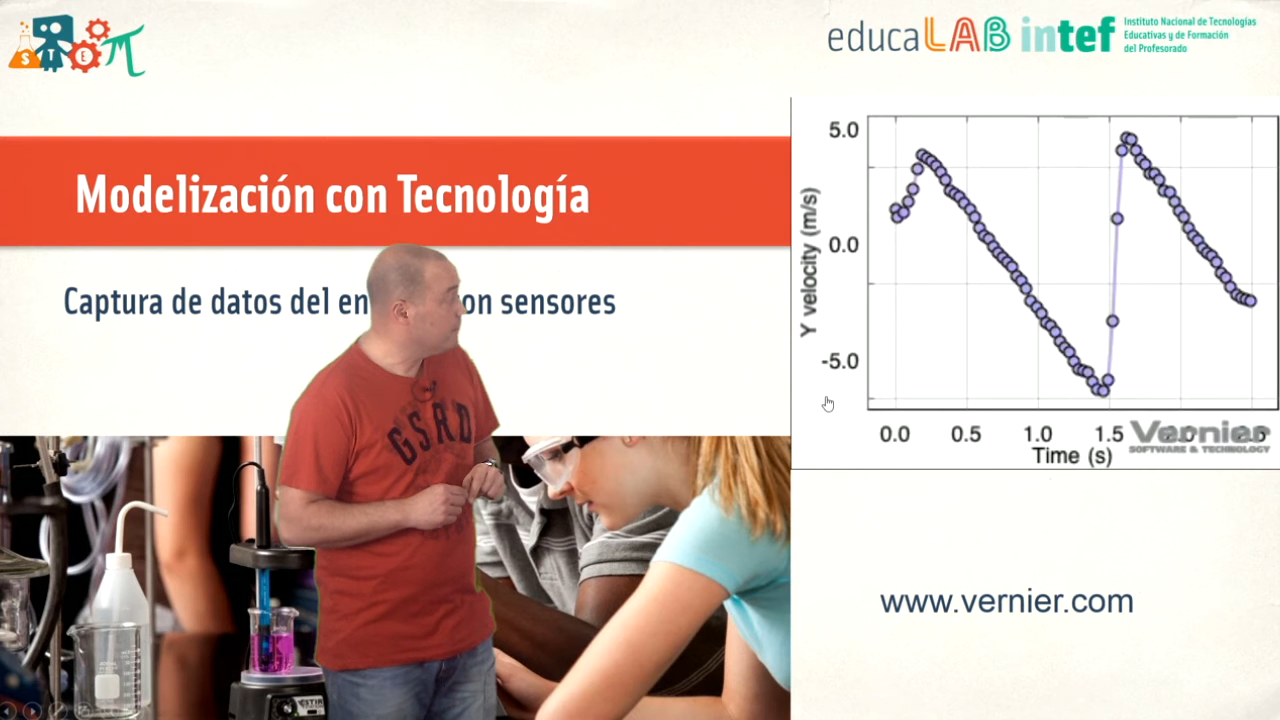 S T E
educaLAB intef
Instituto Nacional de Tecnologías
Educativas y de Formación
del Profesorado
Modelización con Tecnología
Captura de datos del en on sensores
GSRD
5.0
0.0
-5.0
Y velocity (m/s)
0.0 0.5 1.0 1.5
Time (s)
Vernier
SOFTWARE & TECHNOLOGY
www.vernier.com
STIR